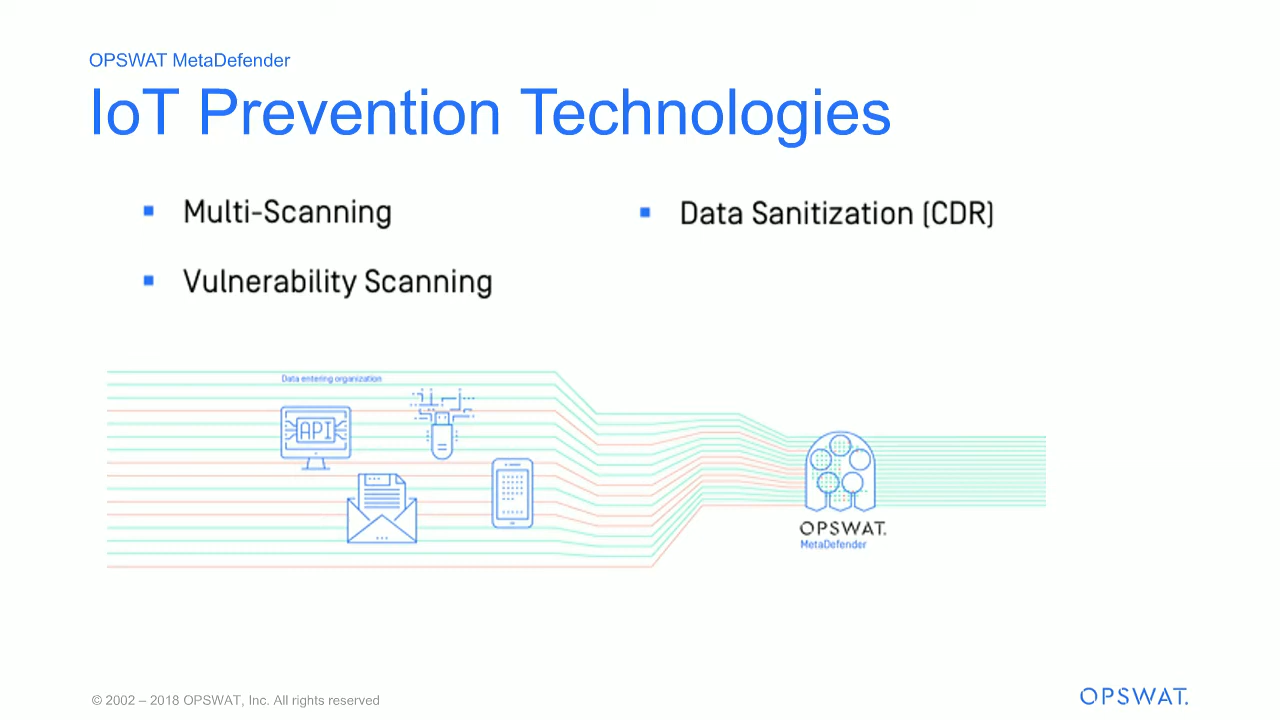 OPSWAT MetaDefender
IoT Prevention Technologies
Multi-Scanning
Vulnerability Scanning
Data Sanitization (CDR)
Data entering organization
API
OPSWAT.
MetaDefender
© 2002 – 2018 OPSWAT, Inc. All rights reserved
OPSWAT.